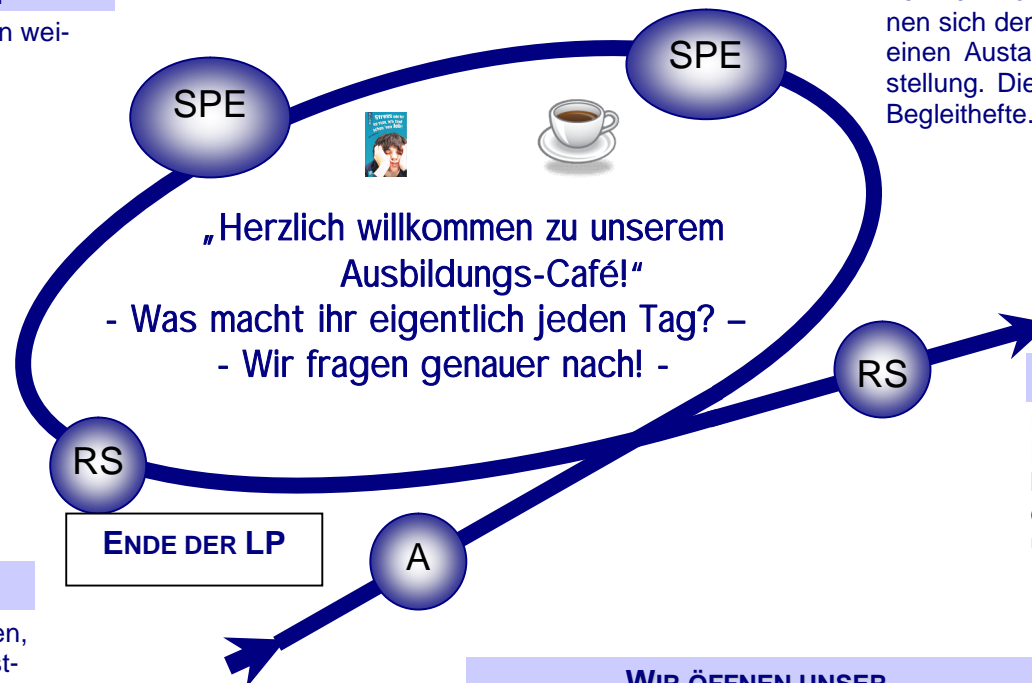 n wei-
nen sich der
einen Austa
stellung. Die
Begleithefte.
SPE
SPE
„Herzlich willkommen zu unserem
Ausbildungs-Café!“
- Was macht ihr eigentlich jeden Tag? –
- Wir fragen genauer nach! -
RS
RS
ENDE DER LP
A
en,
st-
WIR ÖFFNEN UNSER